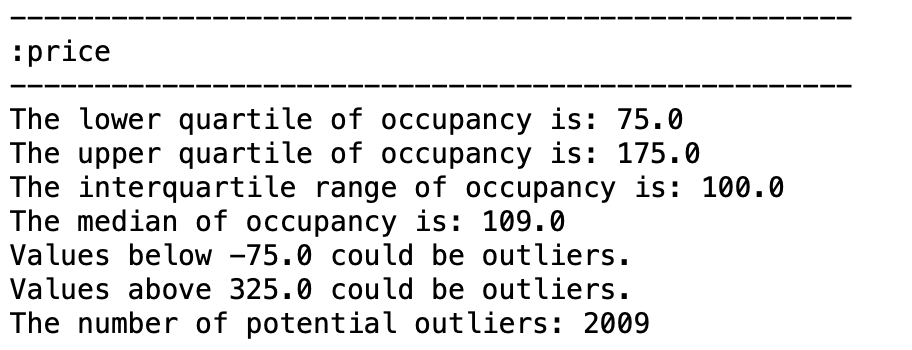 --------------------------------------------------
:price
--------------------------------------------------
The lower quartile of occupancy is: 75.0
The upper quartile of occupancy is: 175.0
The interquartile range of occupancy is: 100.0
The median of occupancy is: 109.0
Values below -75.0 could be outliers.
Values above 325.0 could be outliers.
The number of potential outliers: 2009